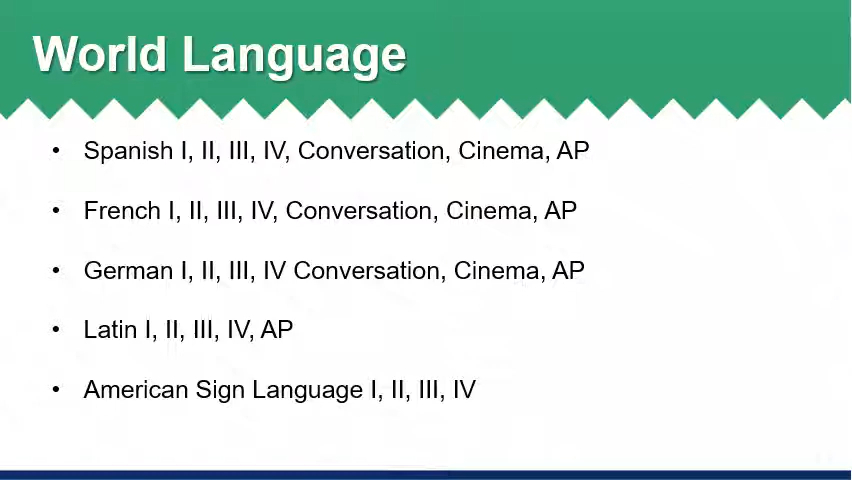 World Language
• Spanish I, II, III, IV, Conversation, Cinema, AP
• French I, II, III, IV, Conversation, Cinema, AP
• German I, II, III, IV Conversation, Cinema, AP
• Latin I, II, III, IV, AP
• American Sign Language I, II, III, IV